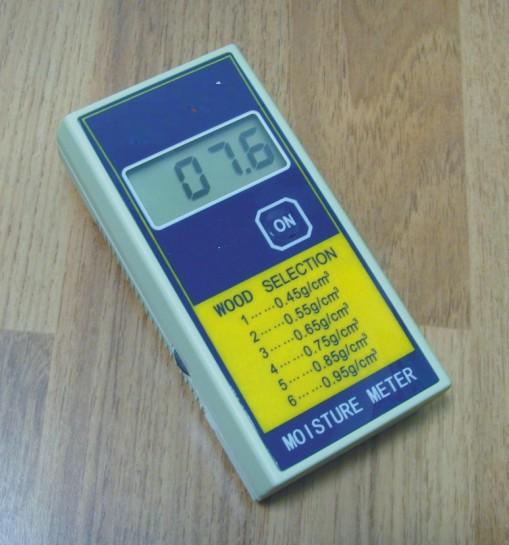 07.6
ON
WOOD SELECTION
1······0.45g/cm³
2······0.55g/cm³
3······0.65g/cm³
4······0.75g/cm³
5······0.85g/cm³
6······0.95g/cm³
MOISTURE METER